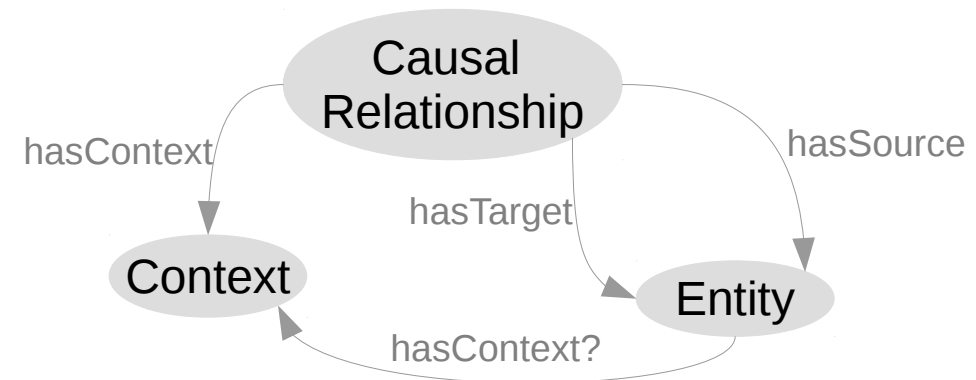 Causal
Relationship
hasContext
hasSource
hasTarget
Context
Entity
hasContext?